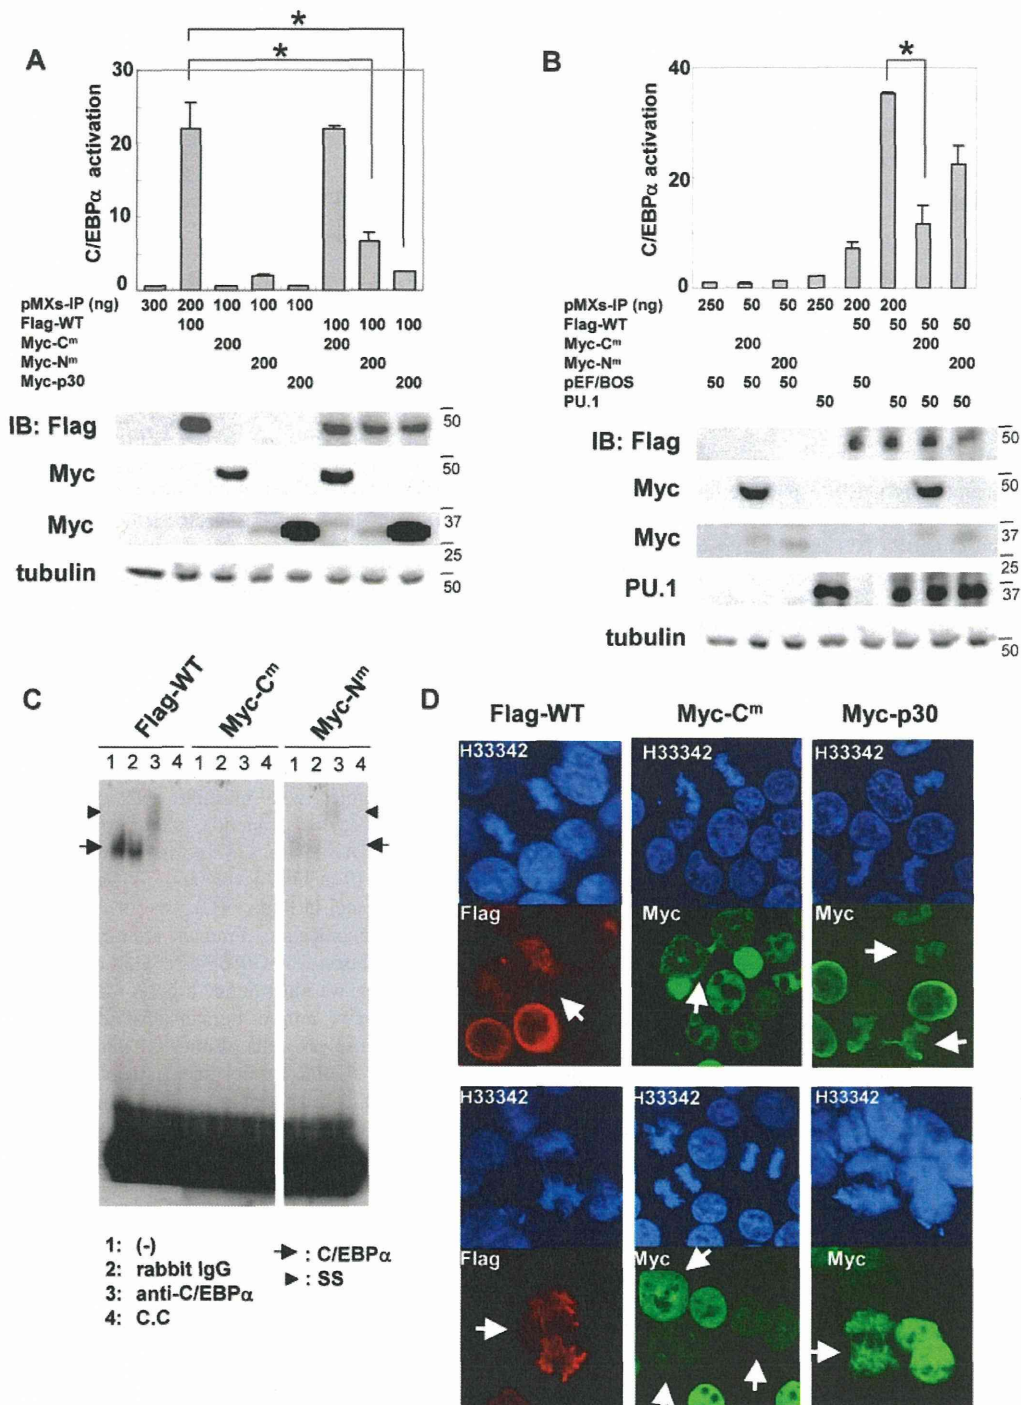 A
*
*
30
20
10
0
C/EBPα activation
pMXs-IP (ng) 300 200 100 100 100
Flag-WT 100 100 100 100
Myc-Cᵐ 200 200
Myc-Nᵐ 200 200
Myc-p30 200 200
IB: Flag 50
Myc 50
Myc 37
25
tubulin 50
B
*
40
20
0
C/EBPα activation
pMXs-IP (ng) 250 50 50 250 200 200
Flag-WT 50 50 50 50
Myc-Cᵐ 200 200
Myc-Nᵐ 200 200
pEF/BOS 50 50 50 50
PU.1 50 50 50 50
IB: Flag 50
Myc 50
Myc 37
25
PU.1 37
tubulin 50
C
Flag-WT Myc-Cᵐ Myc-Nᵐ
1 2 3 4 1 2 3 4 1 2 3 4
1: (-)
2: rabbit IgG
3: anti-C/EBPα
4: C.C
: C/EBPα
: SS
D
Flag-WT Myc-Cᵐ Myc-p30
H33342 H33342 H33342
Flag Myc Myc
H33342 H33342 H33342
Flag Myc Myc